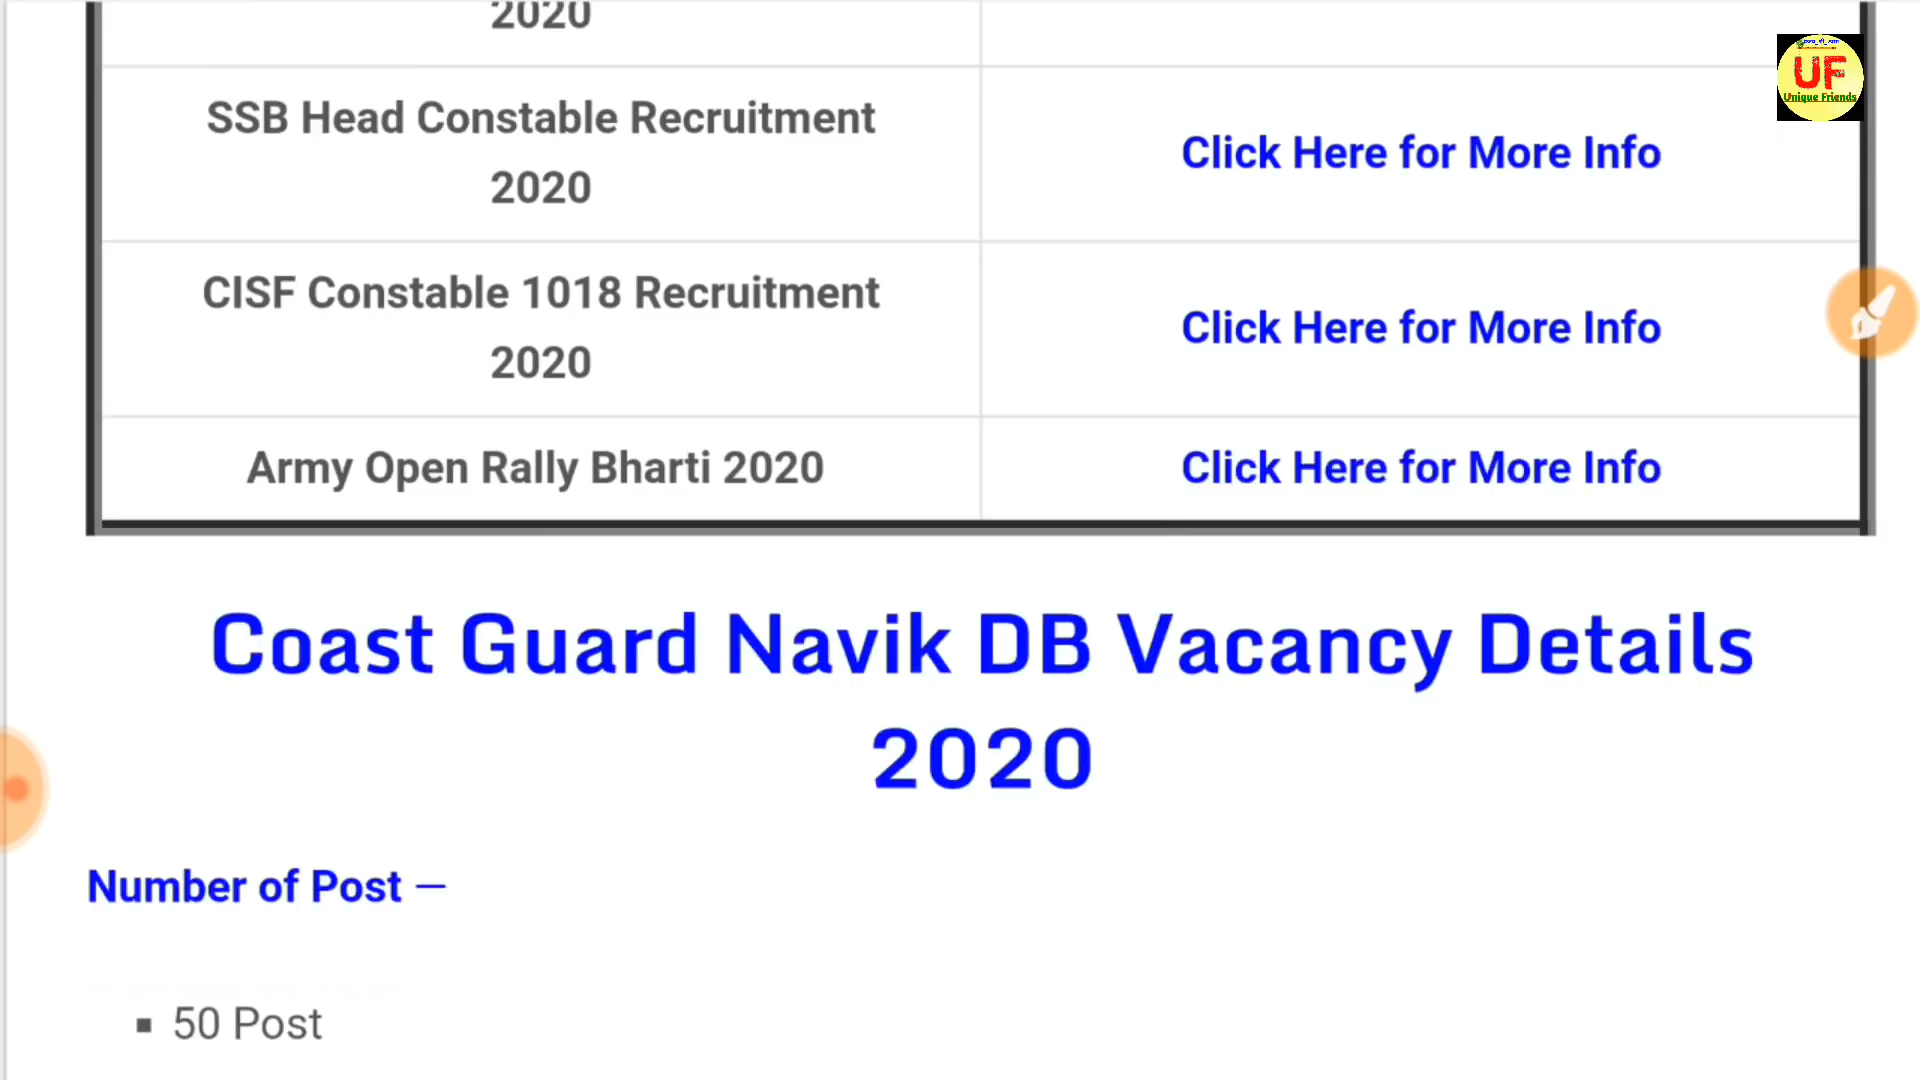 2020
SSB Head Constable Recruitment
2020
Click Here for More Info
CISF Constable 1018 Recruitment
2020
Click Here for More Info
Army Open Rally Bharti 2020
Click Here for More Info
Coast Guard Navik DB Vacancy Details
2020
Number of Post —
▪ 50 Post
UF
Unique Friends